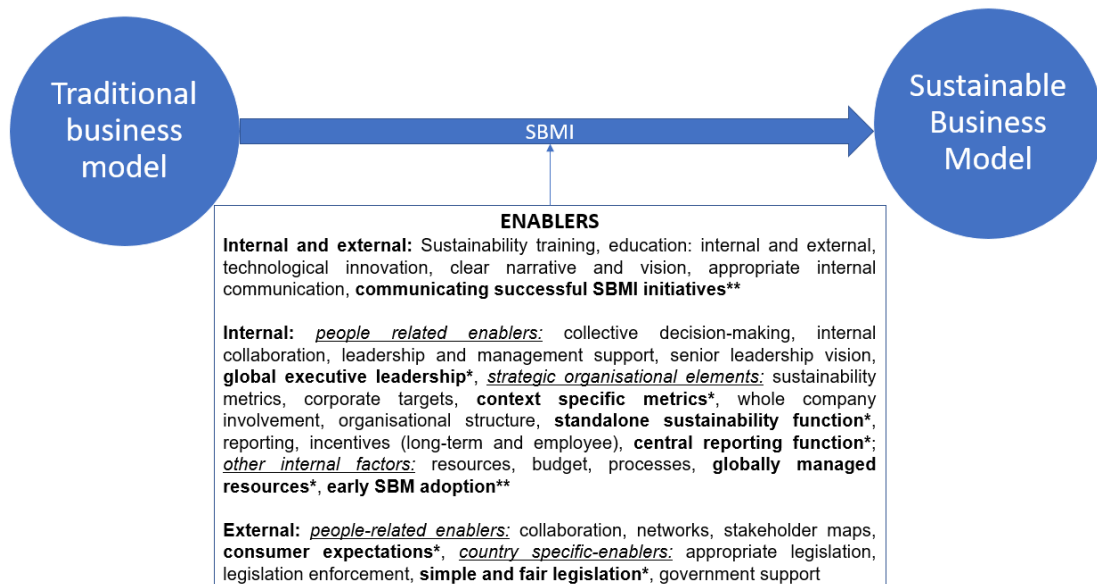 Traditional
business
model
SBMI
Sustainable
Business
Model
ENABLERS
Internal and external: Sustainability training, education: internal and external,
technological innovation, clear narrative and vision, appropriate internal
communication, communicating successful SBMI initiatives**
Internal: people related enablers: collective decision-making, internal
collaboration, leadership and management support, senior leadership vision,
global executive leadership*, strategic organisational elements: sustainability
metrics, corporate targets, context specific metrics*, whole company
involvement, organisational structure, standalone sustainability function*,
reporting, incentives (long-term and employee), central reporting function*;
other internal factors: resources, budget, processes, globally managed
resources*, early SBM adoption**
External: people-related enablers: collaboration, networks, stakeholder maps,
consumer expectations*, country specific-enablers: appropriate legislation,
legislation enforcement, simple and fair legislation*, government support